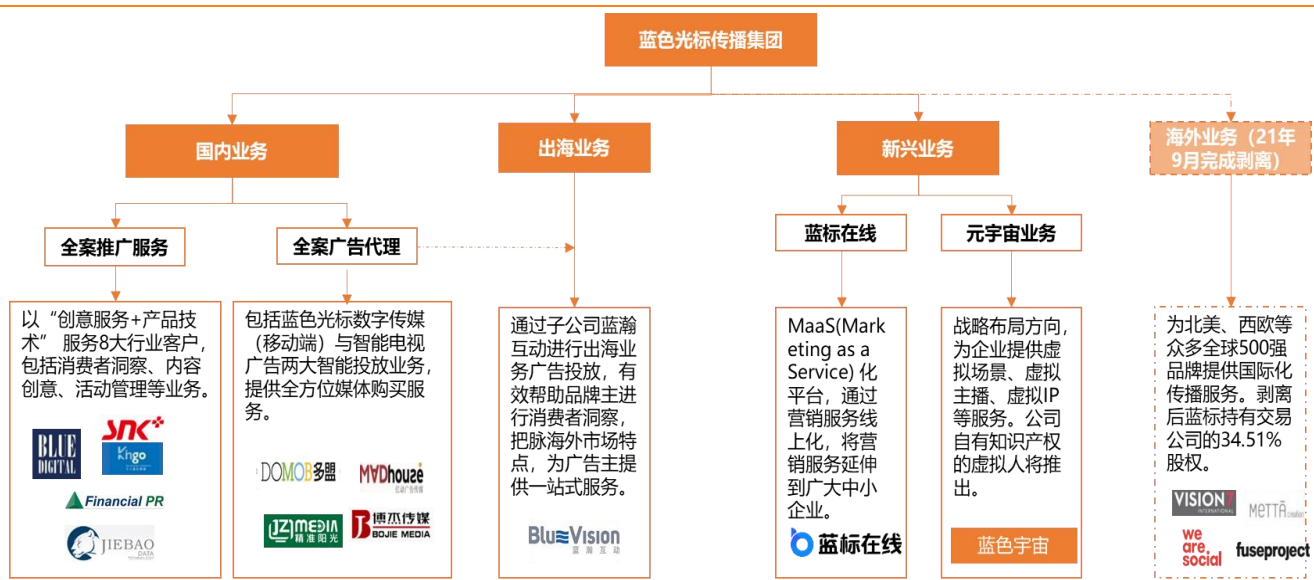 蓝色光标传播集团
国内业务
出海业务
新兴业务
海外业务（21年
9月完成剥离）
全案推广服务
全案广告代理
蓝标在线
元宇宙业务
以“创意服务+产品技
术” 服务8大行业客户，
包括消费者洞察、内容
创意、活动管理等业务。
BLUE
DIGITAL
SNK
Khgo
Financial PR
JIEBAO
DATA
包括蓝色光标数字传媒
（移动端）与智能电视
广告两大智能投放业务，
提供全方位媒体购买服
务。
DOMOB多盟
MADhouse
(JZ)MEDIA
精准阳光
博杰传媒
BOJIE MEDIA
通过子公司蓝瀚
互动进行出海业
务广告投放，有
效帮助品牌主进
行消费者洞察，
把脉海外市场特
点，为广告主提
供一站式服务。
BlueVision
蓝瀚互动
MaaS(Mark
eting as a
Service) 化
平台，通过
营销服务线
上化，将营
销服务延伸
到广大中小
企业。
蓝标在线
战略布局方向，
为企业提供虚
拟场景、虚拟
主播、虚拟IP
等服务。公司
自有知识产权
的虚拟人将推
出。
蓝色宇宙
为北美、西欧等
众多全球500强
品牌提供国际化
传播服务。剥离
后蓝标持有交易
公司的34.51%
股权。
VISION7
INTERNATIONAL
METTĀ creation
we
are
social
fuseproject